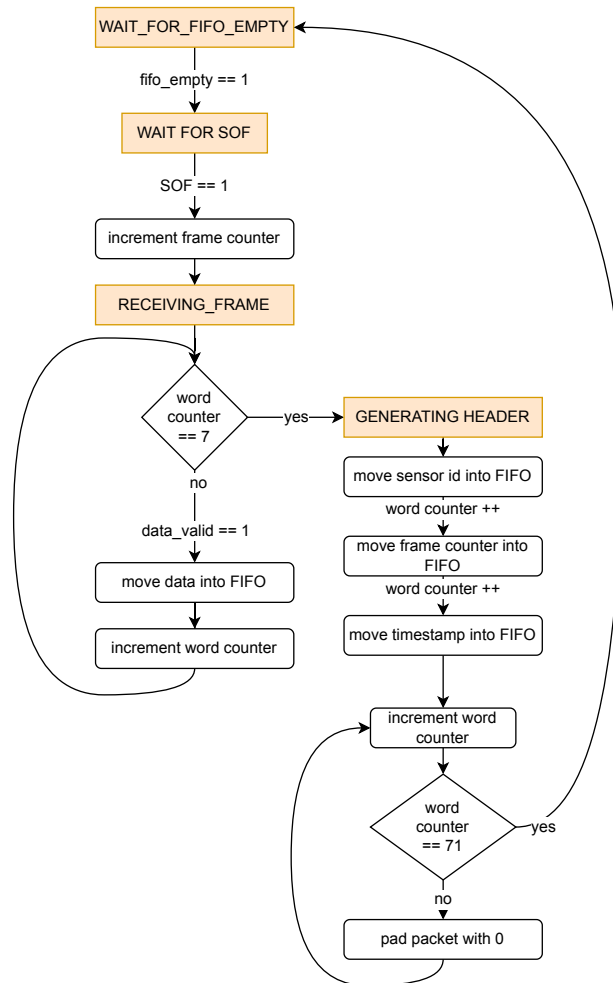 WAIT_FOR_FIFO_EMPTY
fifo_empty == 1
WAIT FOR SOF
SOF == 1
increment frame counter
RECEIVING_FRAME
word
counter
== 7
yes
no
data_valid == 1
move data into FIFO
increment word counter
GENERATING HEADER
move sensor id into FIFO
word counter ++
move frame counter into
FIFO
word counter ++
move timestamp into FIFO
increment word
counter
word
counter
== 71
yes
no
pad packet with 0